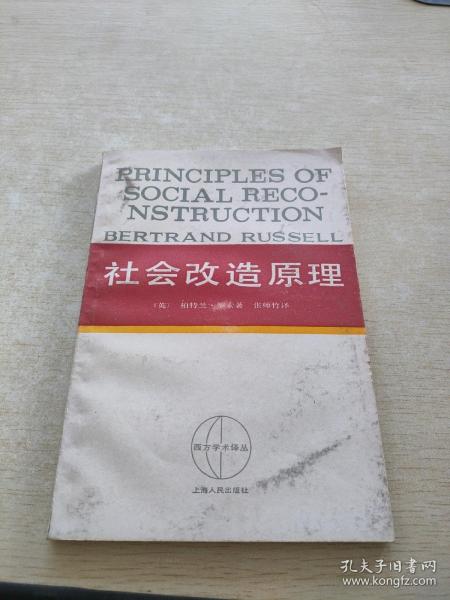 PRINCIPLES OF
SOCIAL RECO-
NSTRUCTION
BERTRAND RUSSELL
社会改造原理
〔英〕 柏特兰·罗素著 张师竹译
西方学术译丛
上海人民出版社
孔夫子旧书网
www.kongfz.com